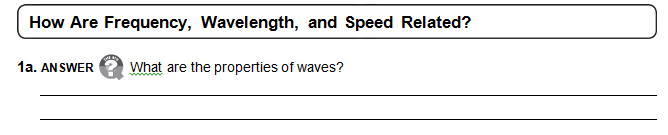 How Are Frequency, Wavelength, and Speed Related?
1a. ANSWER What are the properties of waves?